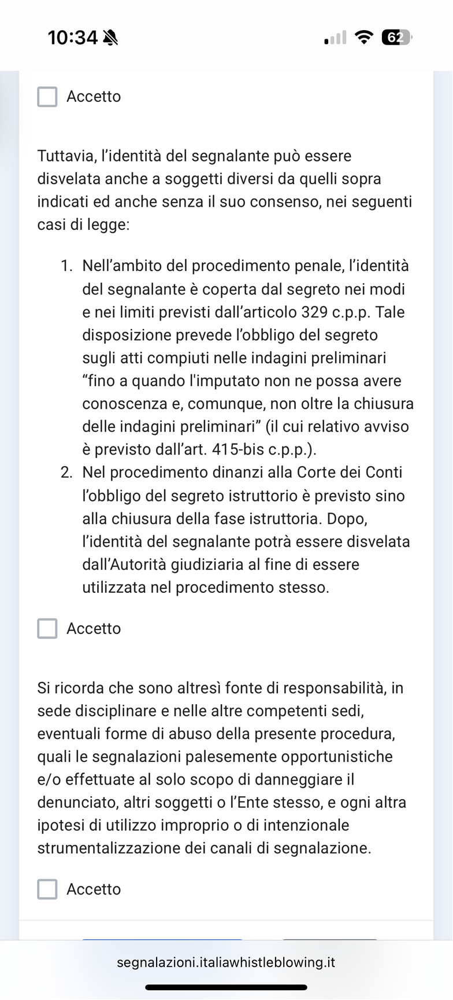 10:34
62
Accetto
Tuttavia, l’identità del segnalante può essere
disvelata anche a soggetti diversi da quelli sopra
indicati ed anche senza il suo consenso, nei seguenti
casi di legge:
1. Nell’ambito del procedimento penale, l’identità
del segnalante è coperta dal segreto nei modi
e nei limiti previsti dall’articolo 329 c.p.p. Tale
disposizione prevede l’obbligo del segreto
sugli atti compiuti nelle indagini preliminari
“fino a quando l'imputato non ne possa avere
conoscenza e, comunque, non oltre la chiusura
delle indagini preliminari” (il cui relativo avviso
è previsto dall’art. 415-bis c.p.p.).
2. Nel procedimento dinanzi alla Corte dei Conti
l’obbligo del segreto istruttorio è previsto sino
alla chiusura della fase istruttoria. Dopo,
l’identità del segnalante potrà essere disvelata
dall’Autorità giudiziaria al fine di essere
utilizzata nel procedimento stesso.
Accetto
Si ricorda che sono altresì fonte di responsabilità, in
sede disciplinare e nelle altre competenti sedi,
eventuali forme di abuso della presente procedura,
quali le segnalazioni palesemente opportunistiche
e/o effettuate al solo scopo di danneggiare il
denunciato, altri soggetti o l’Ente stesso, e ogni altra
ipotesi di utilizzo improprio o di intenzionale
strumentalizzazione dei canali di segnalazione.
Accetto
segnalazioni.italiawhistleblowing.it